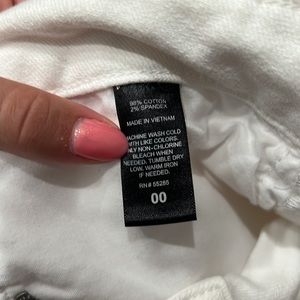 98% COTTON
2% SPANDEX
MADE IN VIETNAM
MACHINE WASH COLD
WITH LIKE COLORS.
ONLY NON-CHLORINE
BLEACH WHEN
NEEDED. TUMBLE DRY
LOW. WARM IRON
IF NEEDED.
RN# 55285
00